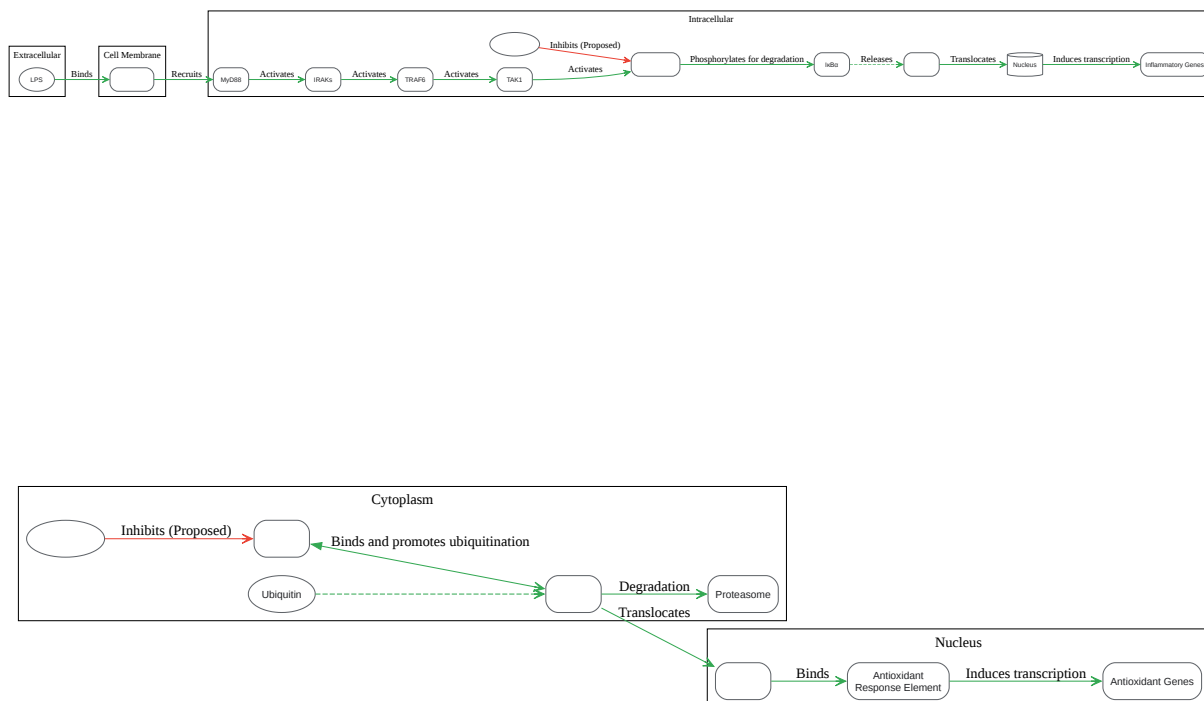 Intracellular
Extracellular
Cell Membrane
LPS
Binds
Recruits
MyD88
Activates
IRAKs
Activates
TRAF6
Activates
TAK1
Inhibits (Proposed)
Activates
Phosphorylates for degradation
IκBα
Releases
Translocates
Nucleus
Induces transcription
Inflammatory Genes
Cytoplasm
Inhibits (Proposed)
Binds and promotes ubiquitination
Ubiquitin
Degradation
Proteasome
Translocates
Nucleus
Binds
Antioxidant
Response Element
Induces transcription
Antioxidant Genes